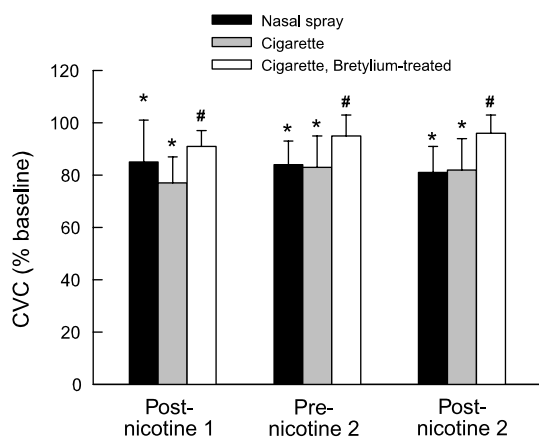 Nasal spray
Cigarette
Cigarette, Bretylium-treated
CVC (% baseline)
120
100
80
60
40
20
0
* * #
* * #
* * #
Post-
nicotine 1
Pre-
nicotine 2
Post-
nicotine 2